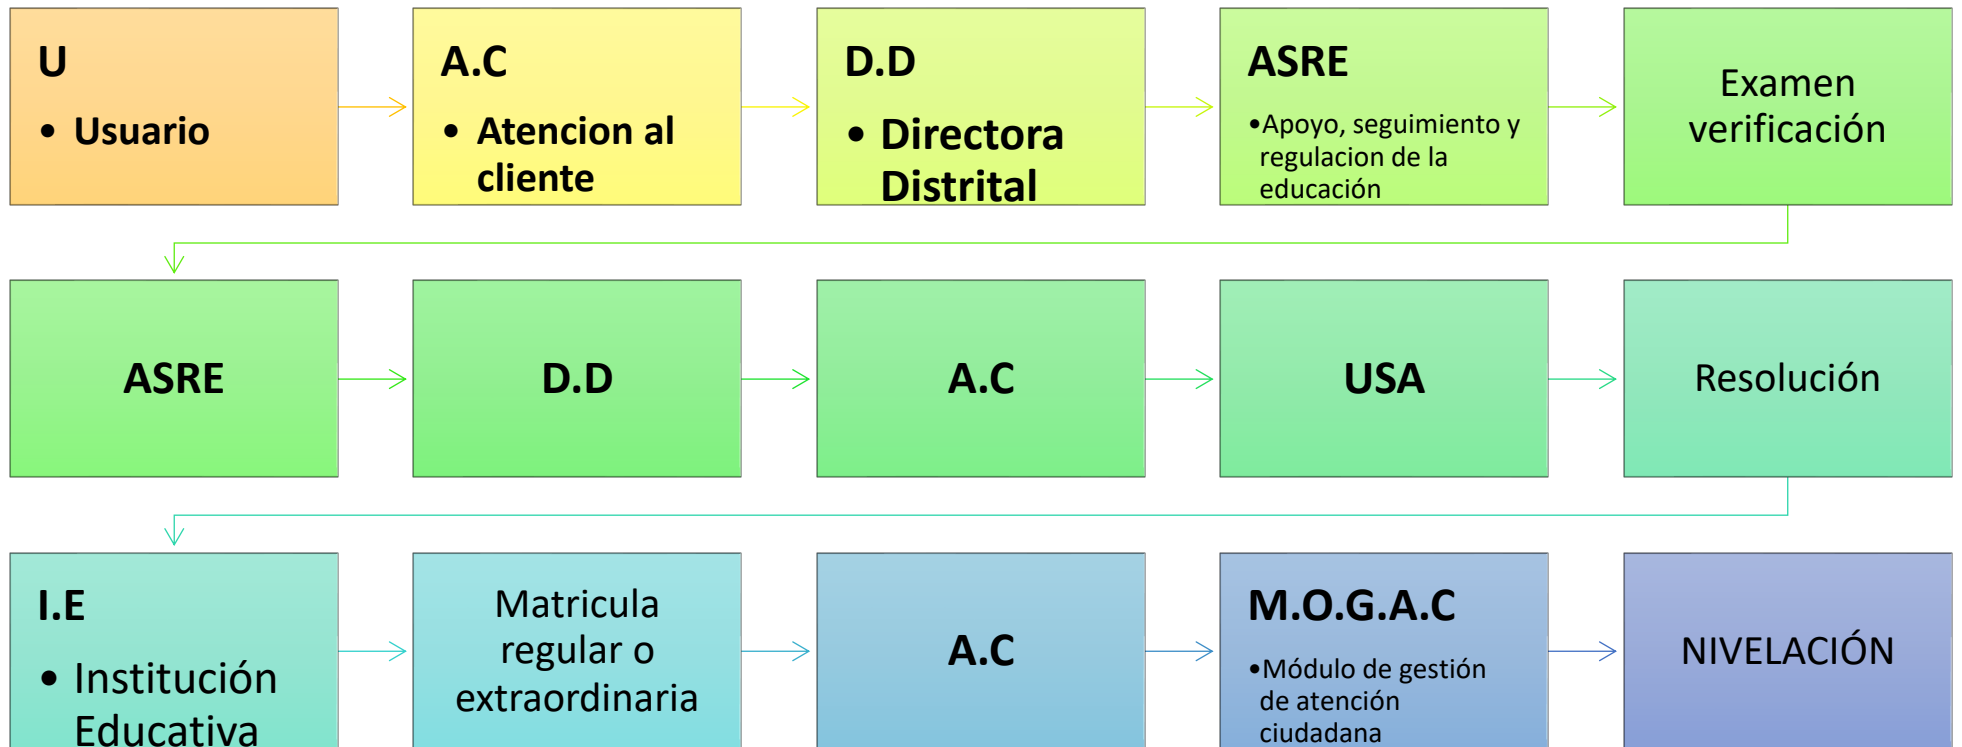 U
• Usuario
A.C
• Atencion al
cliente
D.D
• Directora
Distrital
ASRE
•Apoyo, seguimiento y
regulacion de la
educación
Examen
verificación
ASRE
D.D
A.C
USA
Resolución
I.E
• Institución
Educativa
Matricula
regular o
extraordinaria
A.C
M.O.G.A.C
•Módulo de gestión
de atención
ciudadana
NIVELACIÓN